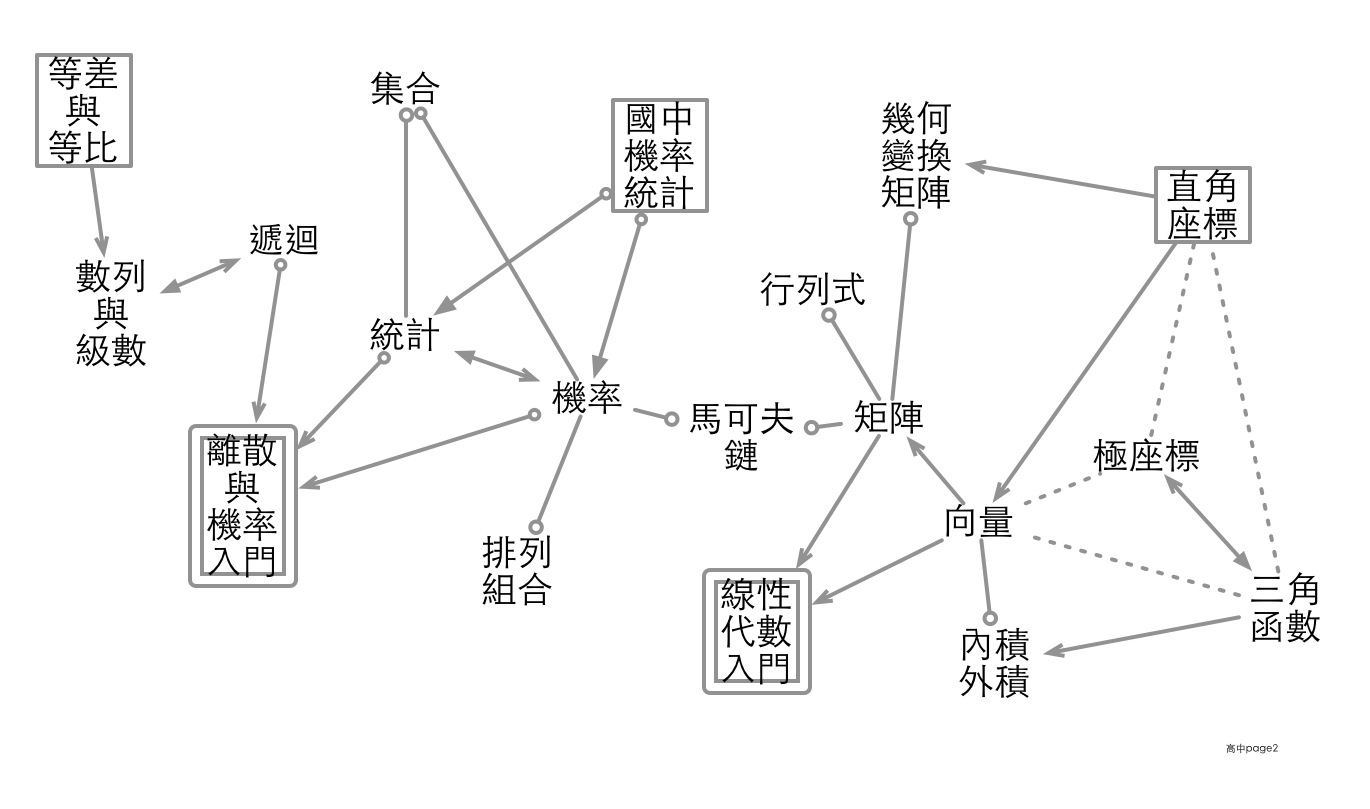 等差
與
等比
集合
國中
機率
統計
幾何
變換
矩陣
直角
座標
遞迴
數列
與
級數
行列式
統計
機率
馬可夫
鏈
矩陣
極座標
離散
與
機率
入門
向量
排列
組合
線性
代數
入門
三角
函數
內積
外積
高中page2